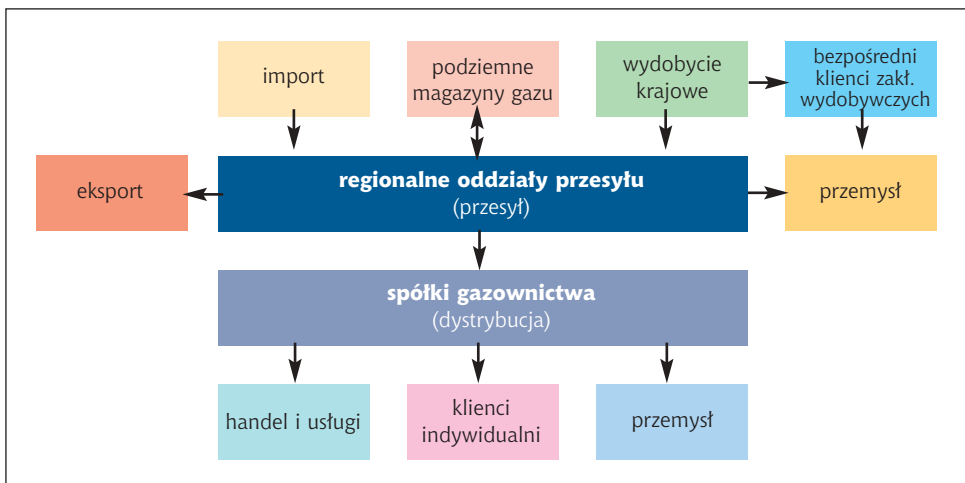 import
podziemne
magazyny gazu
wydobycie
krajowe
bezpośredni
klienci zakł.
wydobywczych
eksport
regionalne oddziały przesyłu
(przesył)
przemysł
spółki gazownictwa
(dystrybucja)
handel i usługi
klienci
indywidualni
przemysł